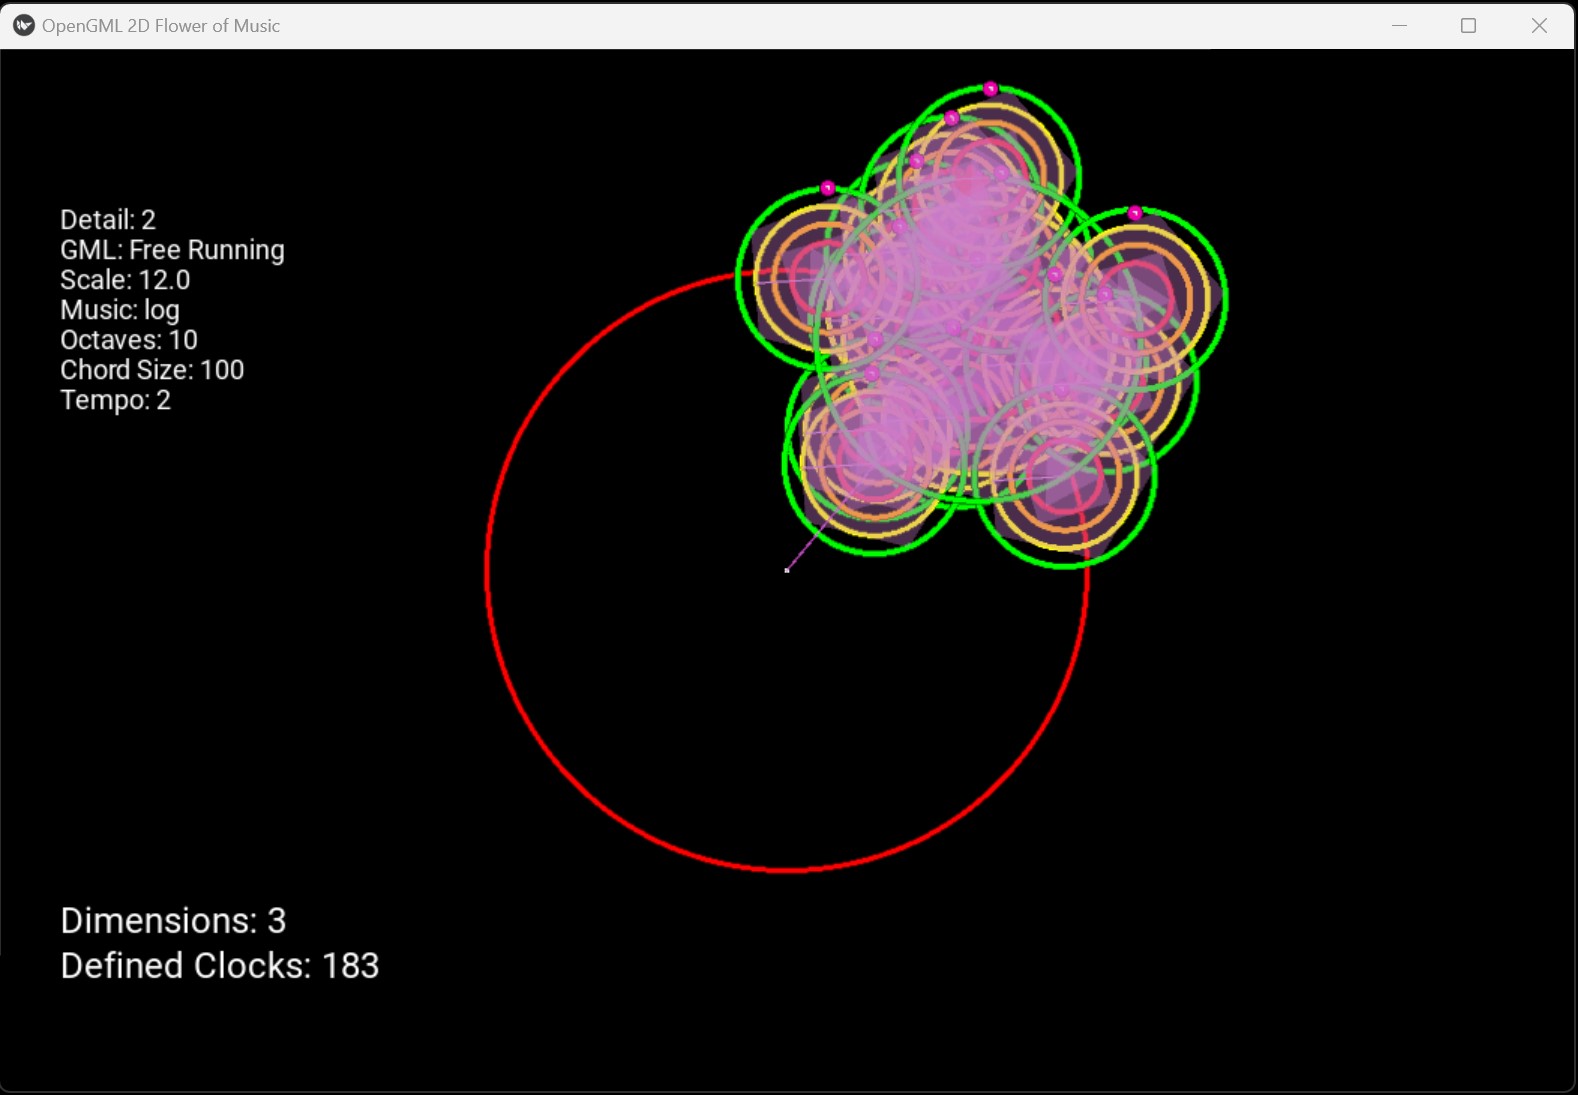 OpenGML 2D Flower of Music
Detail: 2
GML: Free Running
Scale: 12.0
Music: log
Octaves: 10
Chord Size: 100
Tempo: 2
Dimensions: 3
Defined Clocks: 183